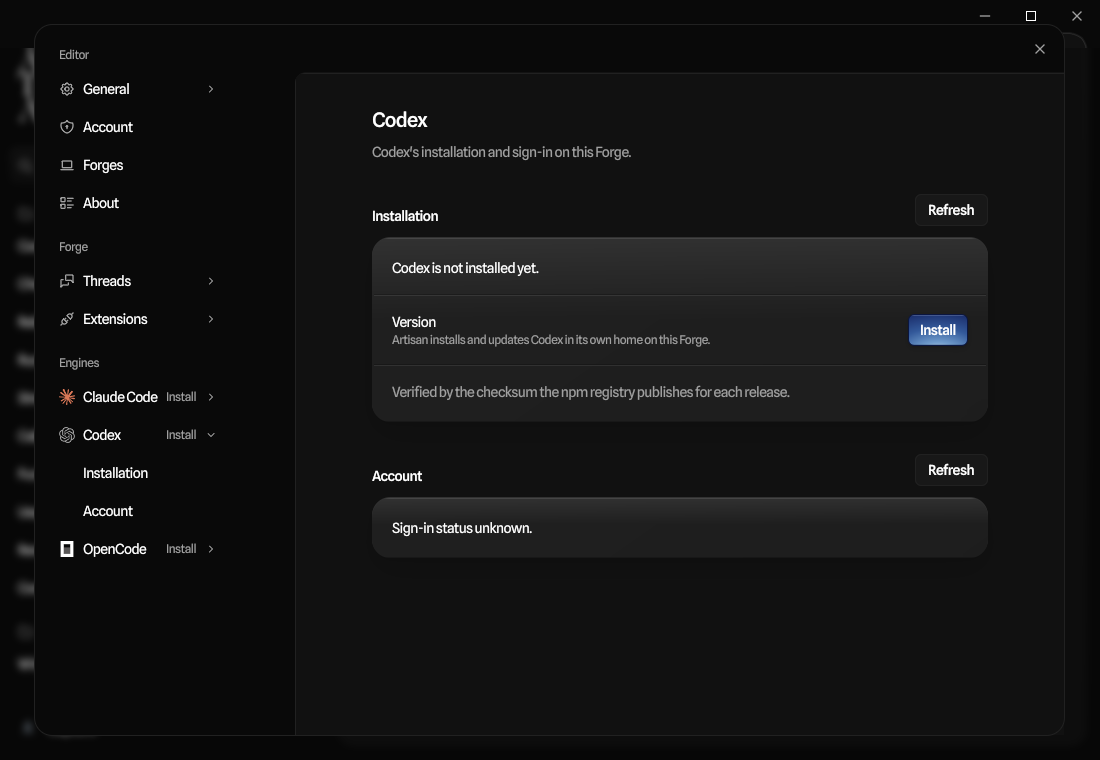 Editor
General
Account
Forges
About
Forge
Threads
Extensions
Engines
Claude Code Install
Codex Install
Installation
Account
OpenCode Install
Codex
Codex's installation and sign-in on this Forge.
Installation
Refresh
Codex is not installed yet.
Version
Artisan installs and updates Codex in its own home on this Forge.
Install
Verified by the checksum the npm registry publishes for each release.
Account
Refresh
Sign-in status unknown.